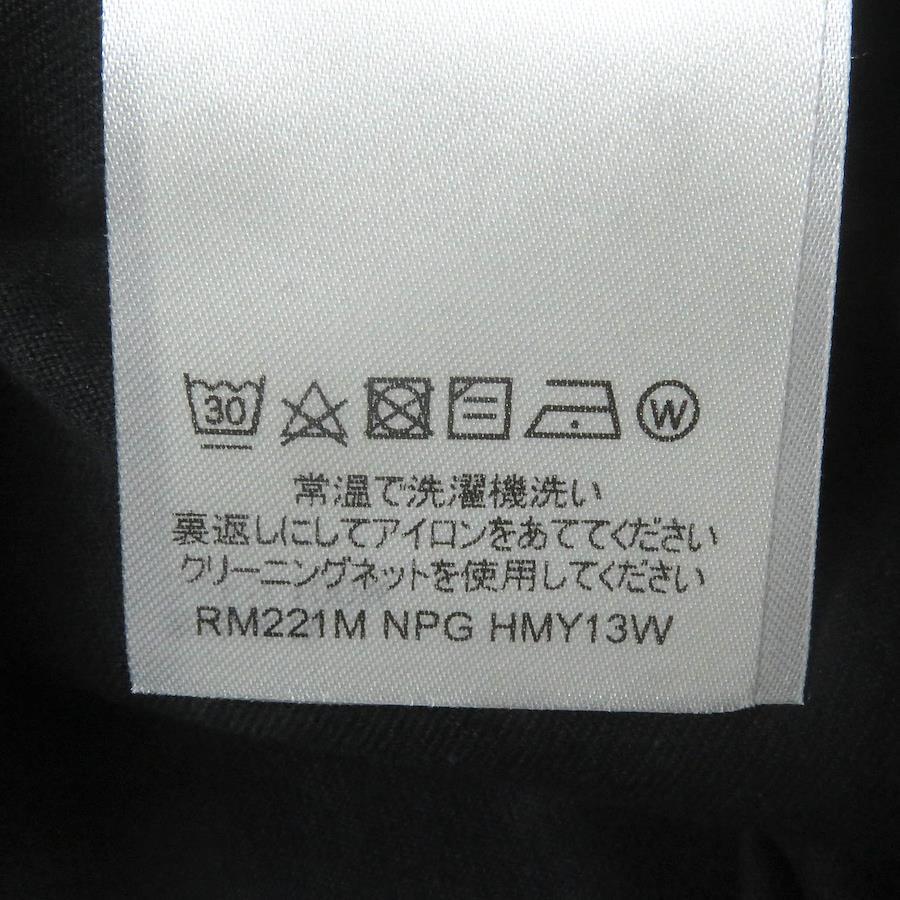 30 W
常温で洗濯機洗い
裏返しにしてアイロンをあててください
クリーニングネットを使用してください
RM221M NPG HMY13W